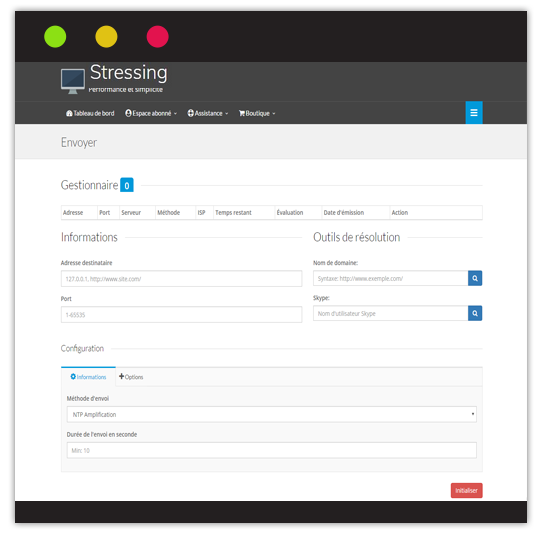 Stressing
Performance et simplicité
Tableau de bord Espace abonné Assistance Boutique
Envoyer
Gestionnaire 0
Adresse Port Serveur Méthode ISP Temps restant Évaluation Date d'émission Action
Informations
Outils de résolution
Adresse destinataire
Nom de domaine:
127.0.0.1, http://www.site.com/
Syntaxe: http://www.exemple.com/
Port
Skype:
1-65535
Nom d'utilisateur Skype
Configuration
Informations Options
Méthode d'envoi
NTP Amplification
Durée de l'envoi en seconde
Min: 10
Initialiser